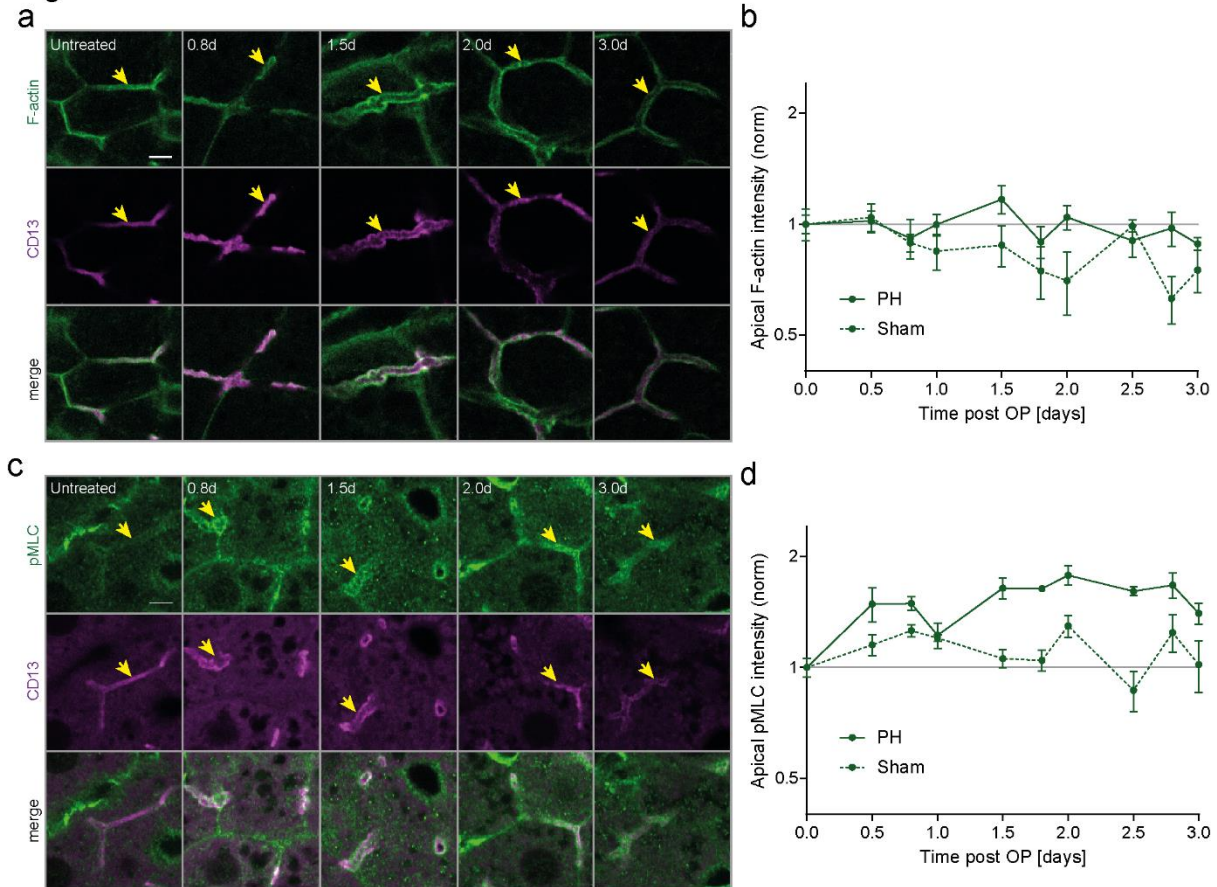 a
Untreated
0.8d
1.5d
2.0d
3.0d
F-actin
CD13
merge
b
Apical F-actin intensity (norm)
2
1
0.5
PH
Sham
0.0 0.5 1.0 1.5 2.0 2.5 3.0
Time post OP [days]
c
Untreated
0.8d
1.5d
2.0d
3.0d
pMLC
CD13
merge
d
Apical pMLC intensity (norm)
2
1
0.5
PH
Sham
0.0 0.5 1.0 1.5 2.0 2.5 3.0
Time post OP [days]